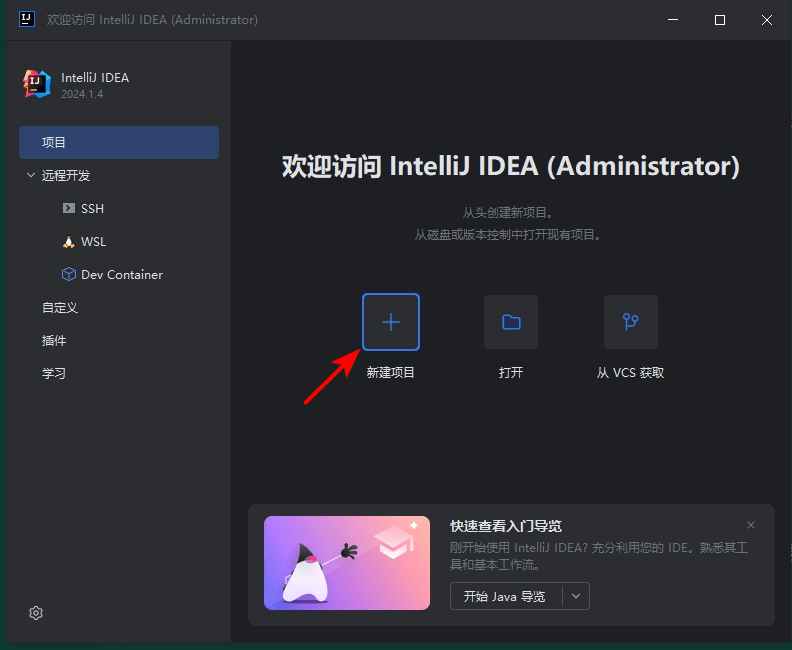 欢迎访问 IntelliJ IDEA (Administrator)
IntelliJ IDEA
2024.1.4
项目
远程开发
SSH
WSL
Dev Container
自定义
插件
学习
欢迎访问 IntelliJ IDEA (Administrator)
从头创建新项目。
从磁盘或版本控制中打开现有项目。
新建项目
打开
从 VCS 获取
快速查看入门导览
刚开始使用 IntelliJ IDEA? 充分利用您的 IDE。熟悉其工
具和基本工作流。
开始 Java 导览